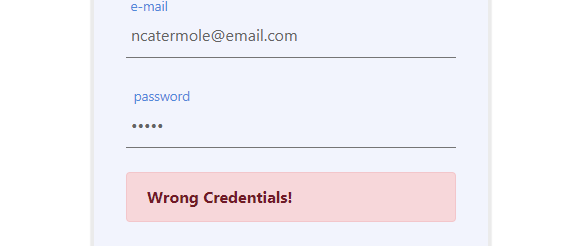 e-mail
ncatermole@email.com
password
•••••
Wrong Credentials!